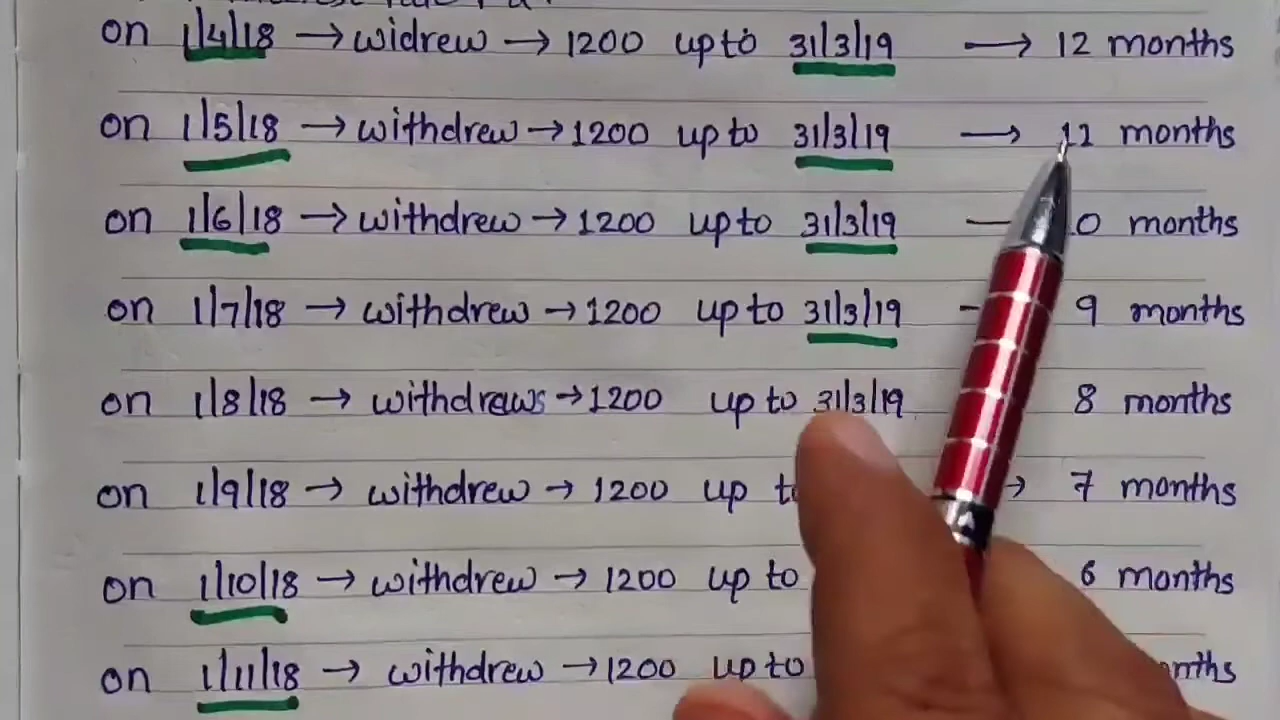 on 1/4/18 → widrew → 1200 upto 31/3/19 → 12 months
on 1/5/18 → withdrew → 1200 up to 31/3/19 → 11 months
on 1/6/18 → withdrew → 1200 up to 31/3/19 — 0 months
on 1/7/18 → withdrew → 1200 up to 31/3/19 - 9 months
on 1/8/18 → withdraws → 1200 up to 31/3/19 8 months
on 1/9/18 → withdrew → 1200 up → 7 months
on 1/10/18 → withdrew → 1200 up to 6 months
on 1/11/18 → withdrew → 1200 up to